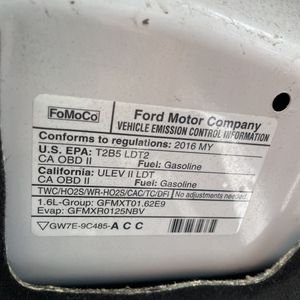 FoMoCo
Ford Motor Company
VEHICLE EMISSION CONTROL INFORMATION
Conforms to regulations: 2016 MY
U.S. EPA: T2B5 LDT2
CA OBD II Fuel: Gasoline
California: ULEV II LDT
CA OBD II Fuel: Gasoline
TWC/HO2S/WR-HO2S/CAC/TC/DFI No adjustments needed.
1.6L-Group: GFMXT01.62E9
Evap: GFMXR0125NBV
GW7E-9C485-A C C